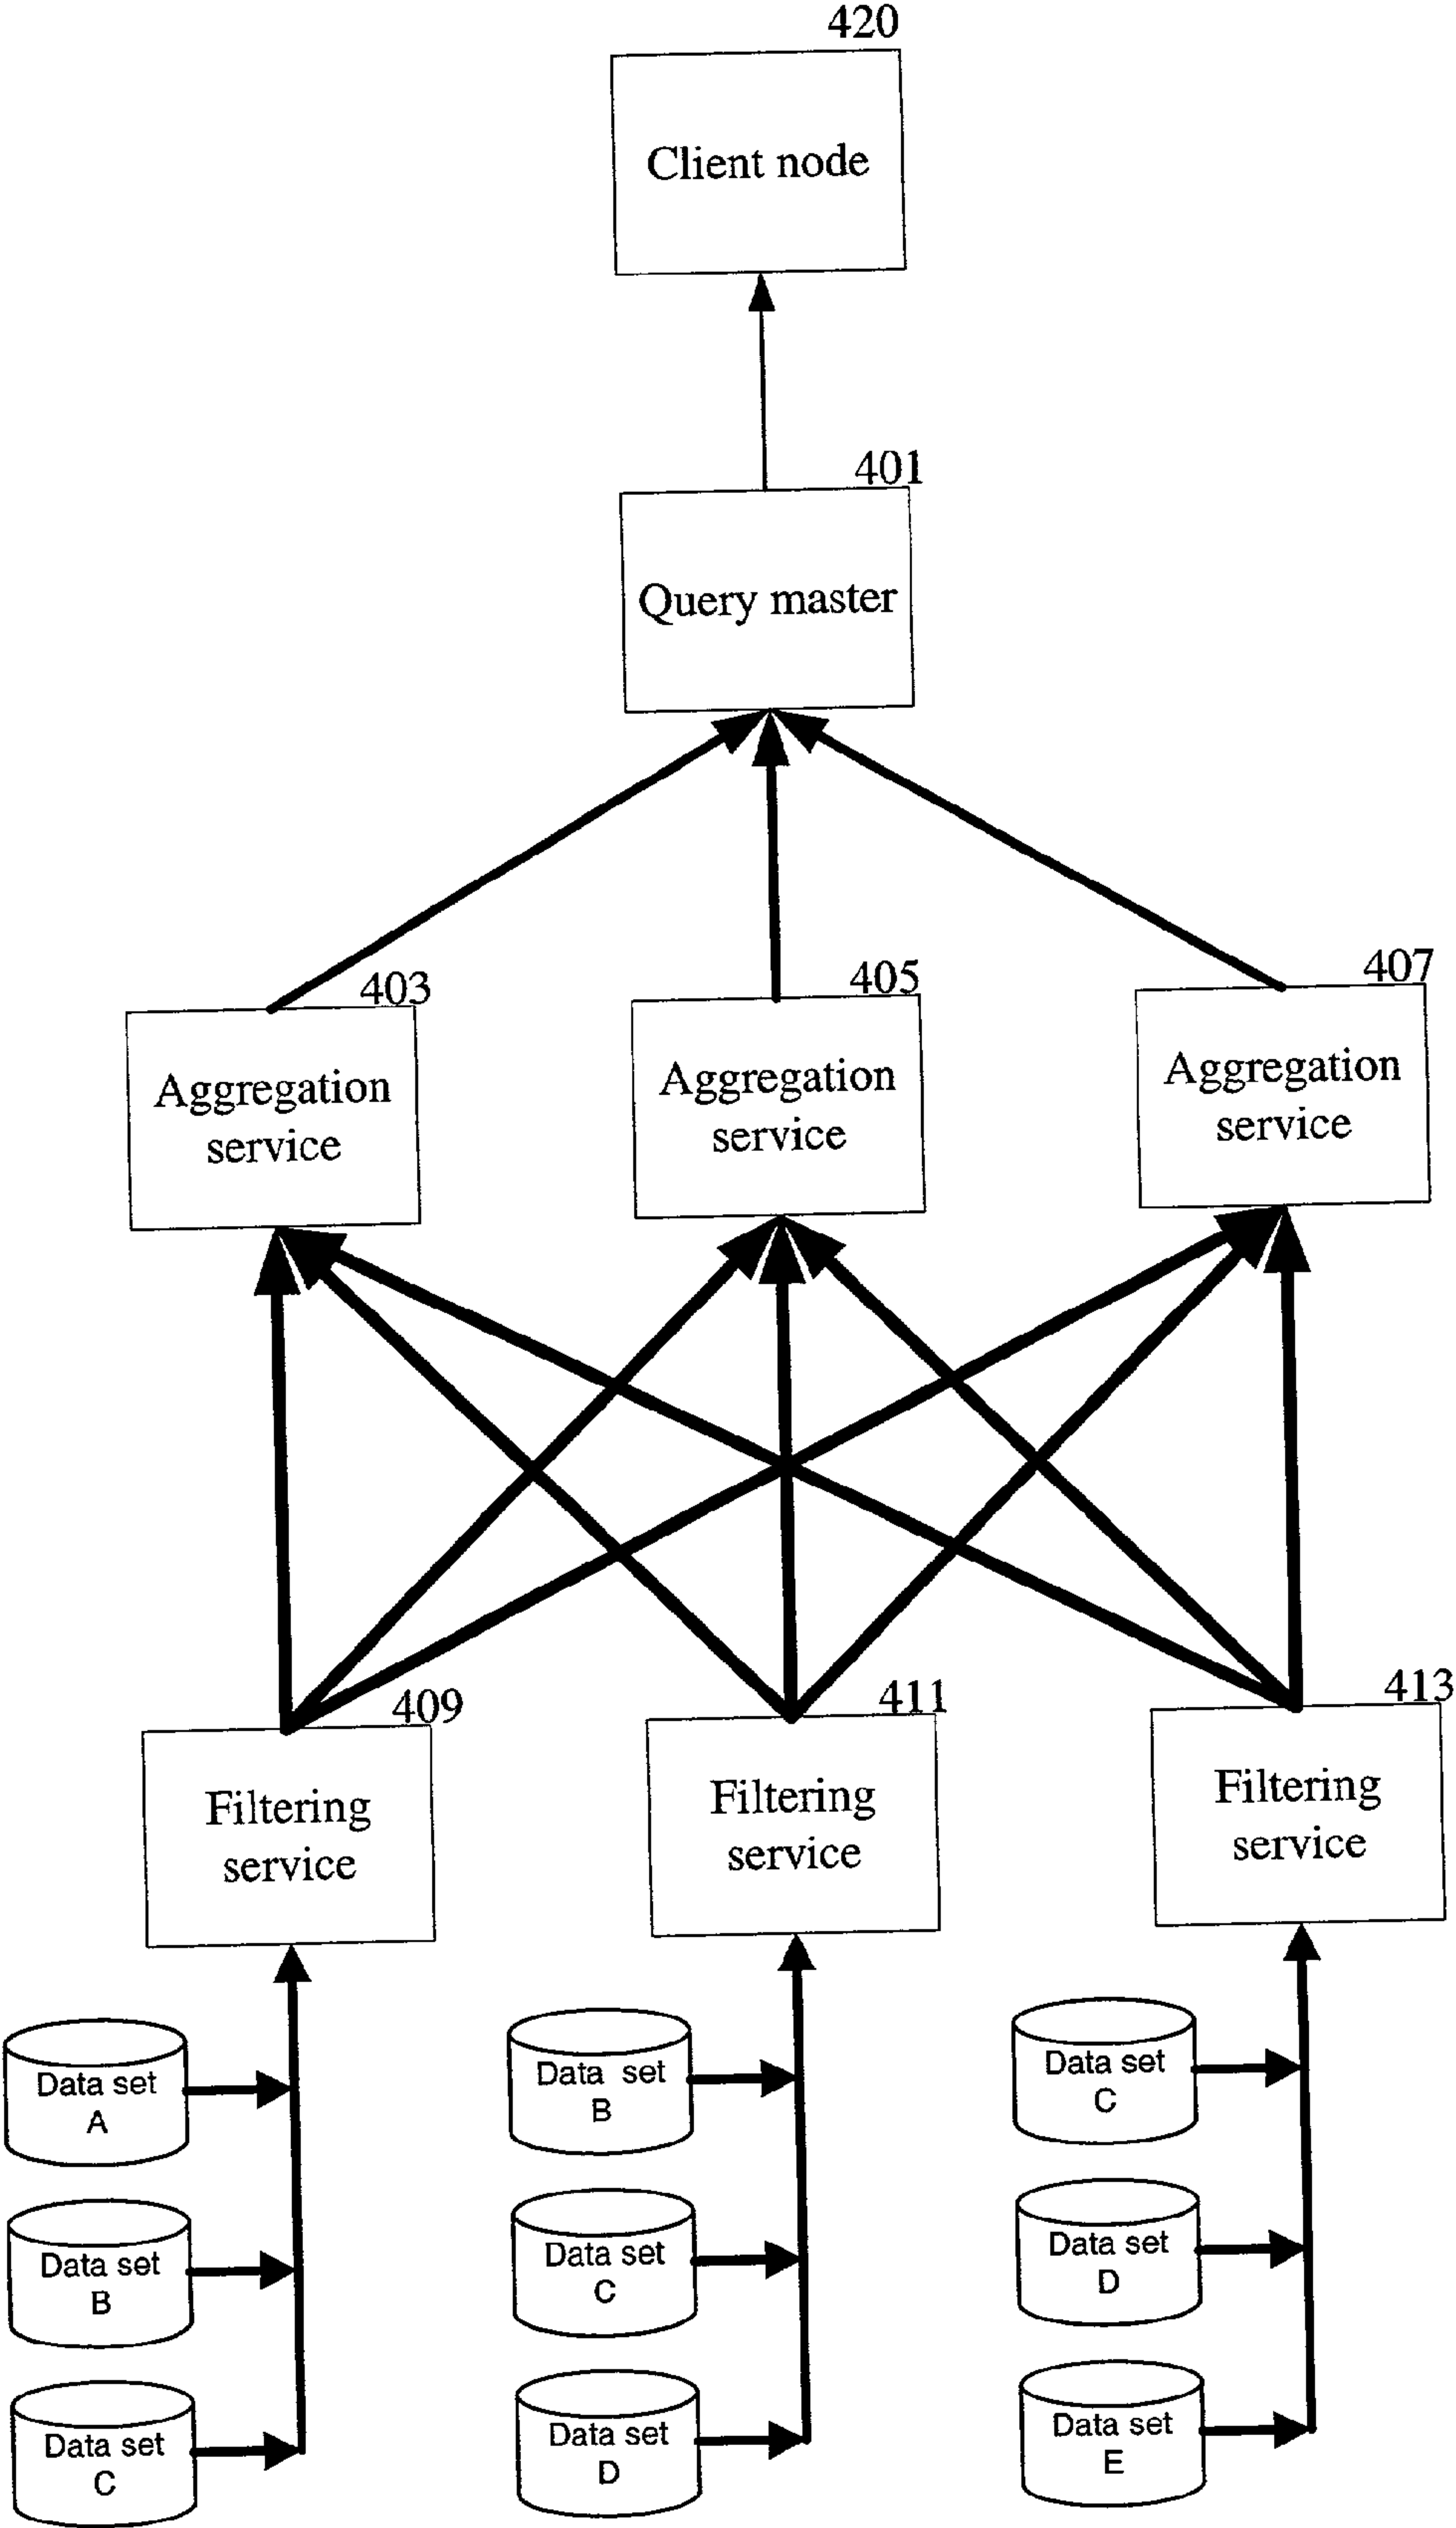 420
Client node
401
Query master
403
405
407
Aggregation
service
Aggregation
service
Aggregation
service
409
411
413
Filtering
service
Filtering
service
Filtering
service
Data set
A
Data set
B
Data set
C
Data set
B
Data set
C
Data set
D
Data set
C
Data set
D
Data set
E